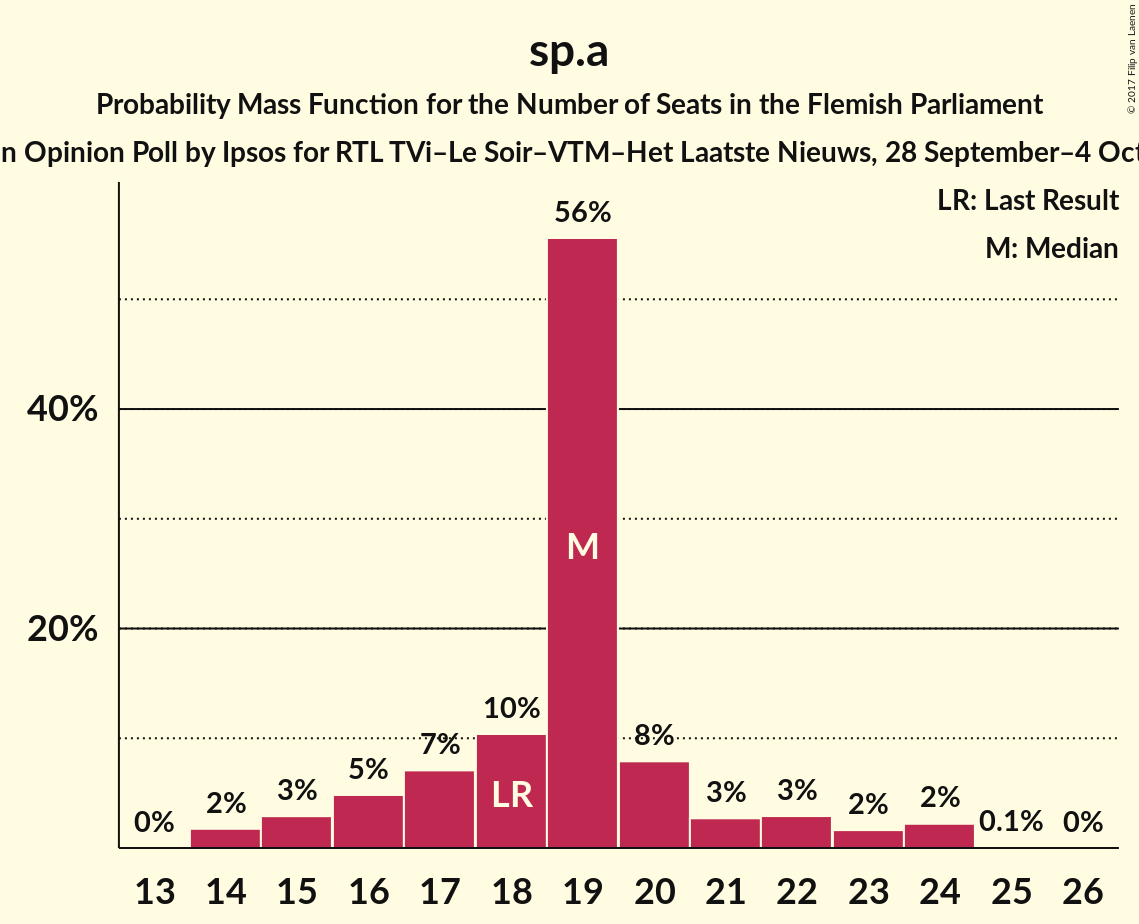 sp.a
Probability Mass Function for the Number of Seats in the Flemish Parliament
n Opinion Poll by Ipsos for RTL TVi–Le Soir–VTM–Het Laatste Nieuws, 28 September–4 Oct
© 2017 Filip van Laenen
LR: Last Result
M: Median
56%
40%
M
20%
10%
8%
7%
5%
3%
3%
3%
2%
2%
2%
LR
0%
0.1%
0%
13 14 15 16 17 18 19 20 21 22 23 24 25 26